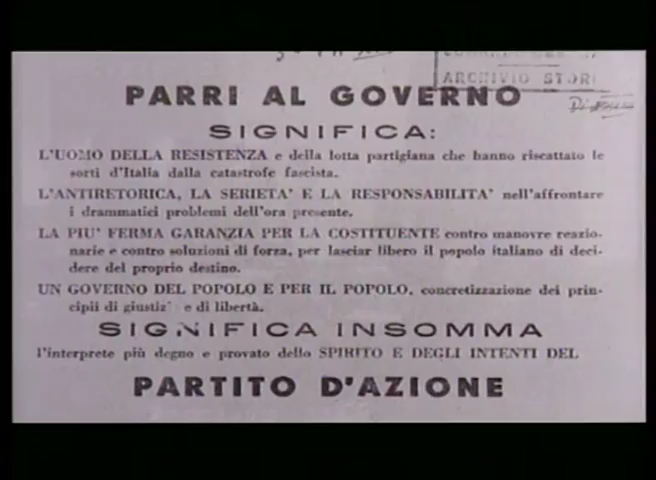 ARCHIVIO STORI
PARRI AL GOVERNO
SIGNIFICA:
L'UOMO DELLA RESISTENZA e della lotta partigiana che hanno riscattato le
sorti d'Italia dalla catastrofe fascista.
L'ANTIRETORICA, LA SERIETA' E LA RESPONSABILITA' nell'affrontare
i drammatici problemi dell'ora presente.
LA PIU' FERMA GARANZIA PER LA COSTITUENTE contro manovre reazio-
narie e contro soluzioni di forza, per lasciar libero il popolo italiano di deci-
dere del proprio destino.
UN GOVERNO DEL POPOLO E PER IL POPOLO, concretizzazione dei prin-
cipii di giustiz' e di libertà.
SIGNIFICA INSOMMA
l'interprete più degno e provato dello SPIRITO E DEGLI INTENTI DEL
PARTITO D'AZIONE